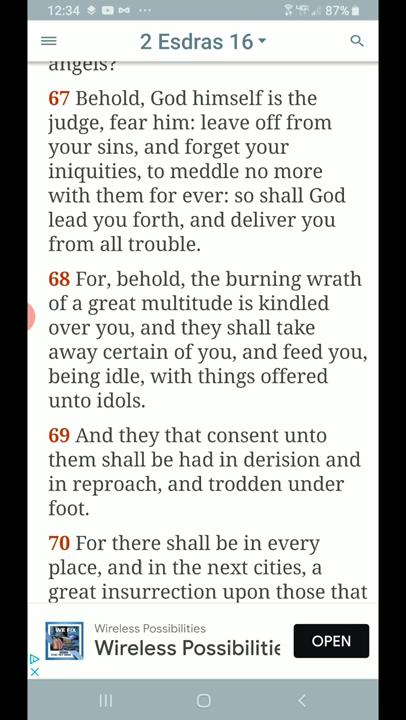 12:34 ... 87%
2 Esdras 16
angels?
67 Behold, God himself is the
judge, fear him: leave off from
your sins, and forget your
iniquities, to meddle no more
with them for ever: so shall God
lead you forth, and deliver you
from all trouble.
68 For, behold, the burning wrath
of a great multitude is kindled
over you, and they shall take
away certain of you, and feed you,
being idle, with things offered
unto idols.
69 And they that consent unto
them shall be had in derision and
in reproach, and trodden under
foot.
70 For there shall be in every
place, and in the next cities, a
great insurrection upon those that
WE FIX
Wireless Possibilities
Wireless Possibilitie
OPEN